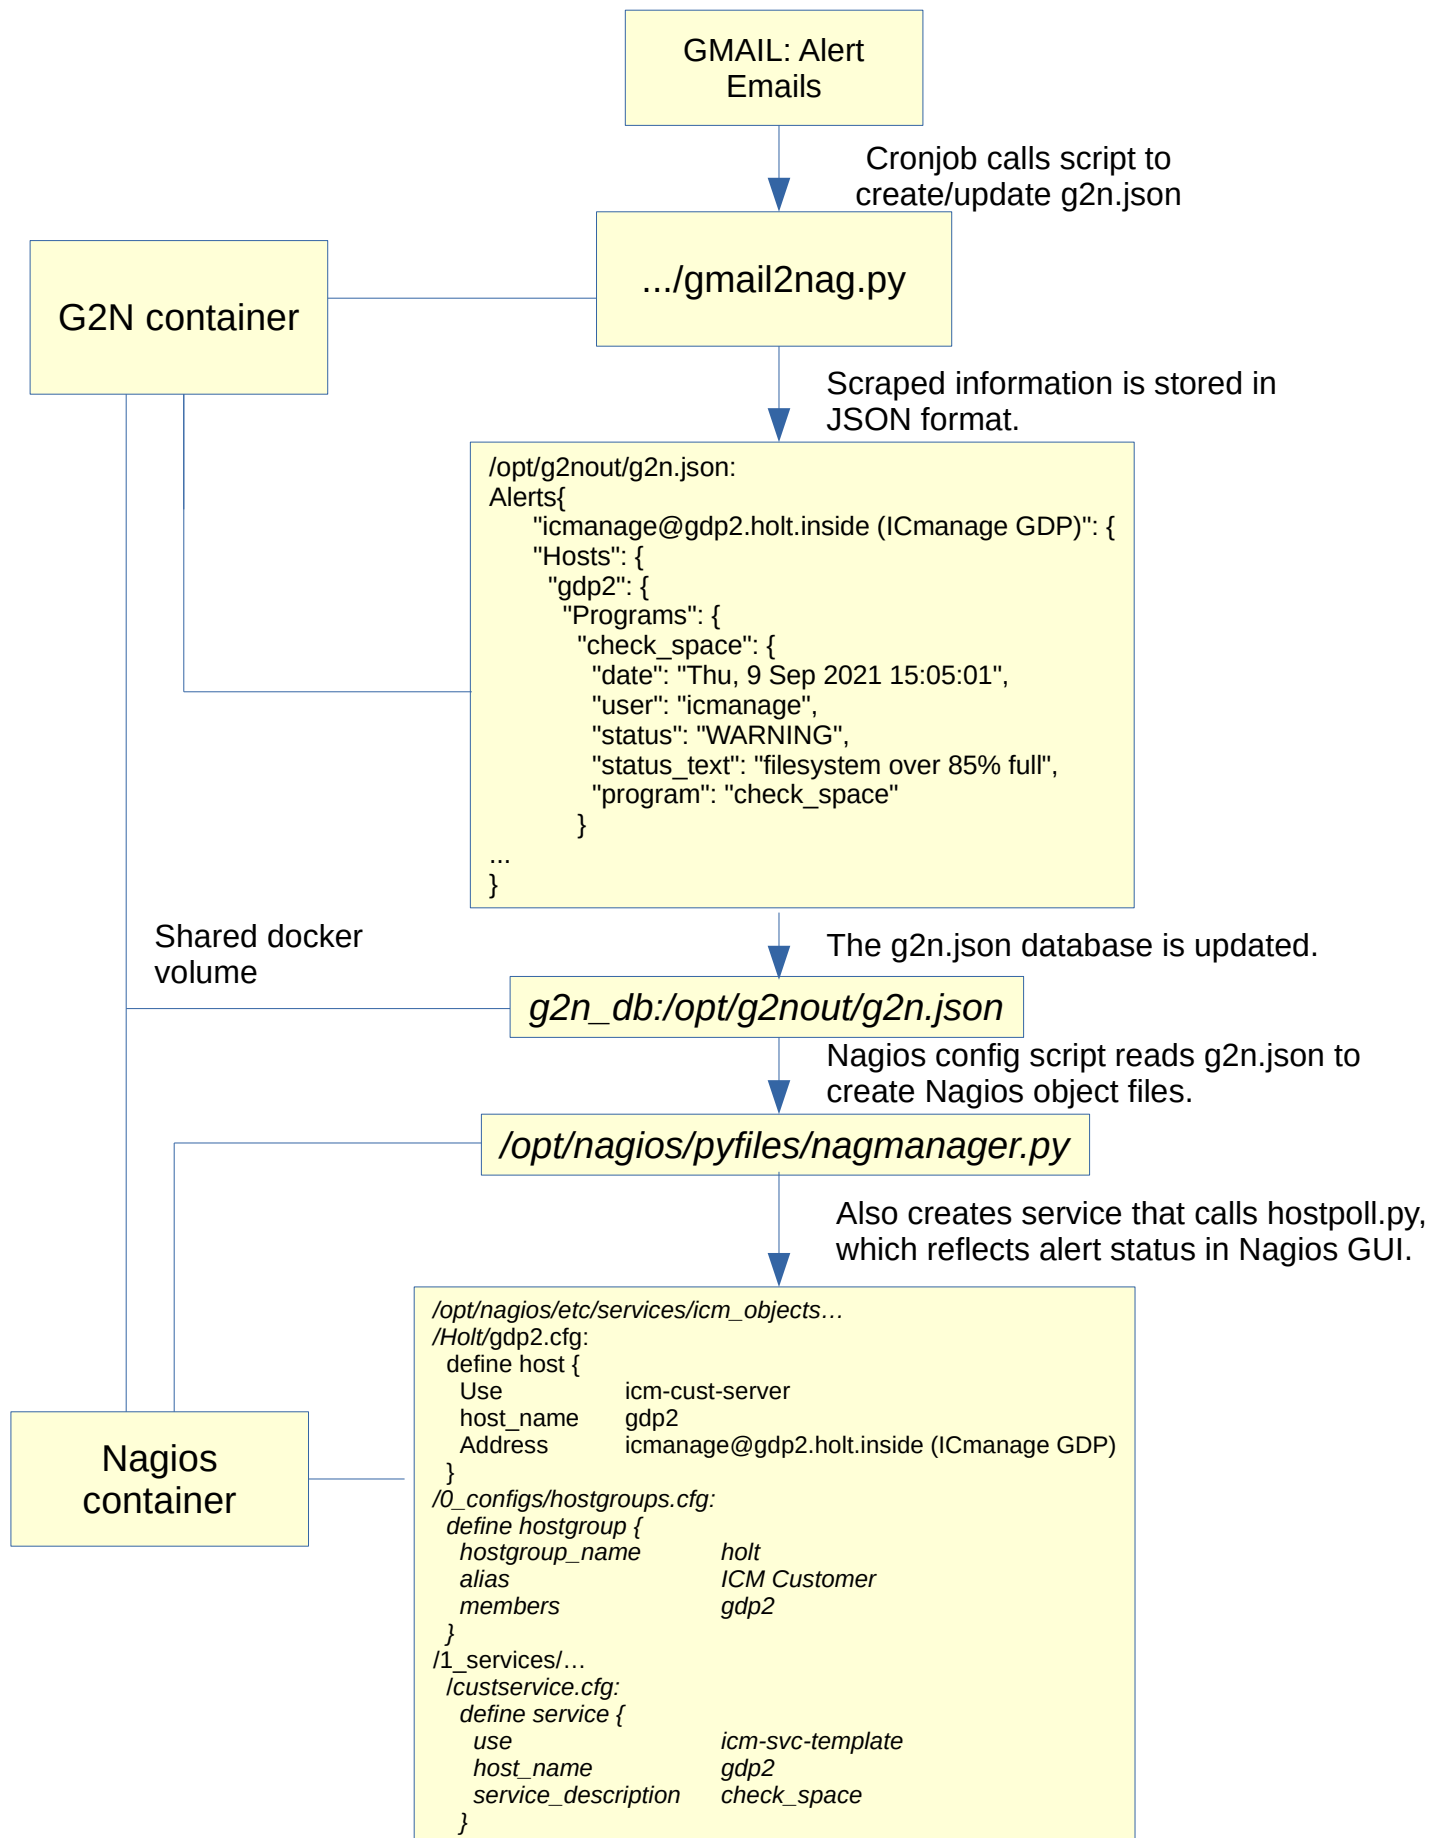 GMAIL: Alert
Emails
Cronjob calls script to
create/update g2n.json
.../gmail2nag.py
G2N container
Scraped information is stored in
JSON format.
/opt/g2nout/g2n.json:
Alerts{
"icmanage@gdp2.holt.inside (ICmanage GDP)": {
"Hosts": {
"gdp2": {
"Programs": {
"check_space": {
"date": "Thu, 9 Sep 2021 15:05:01",
"user": "icmanage",
"status": "WARNING",
"status_text": "filesystem over 85% full",
"program": "check_space"
}
...
}
Shared docker
volume
The g2n.json database is updated.
g2n_db:/opt/g2nout/g2n.json
Nagios config script reads g2n.json to
create Nagios object files.
/opt/nagios/pyfiles/nagmanager.py
Also creates service that calls hostpoll.py,
which reflects alert status in Nagios GUI.
/opt/nagios/etc/services/icm_objects…
/Holt/gdp2.cfg:
define host {
Use icm-cust-server
host_name gdp2
Address icmanage@gdp2.holt.inside (ICmanage GDP)
}
/0_configs/hostgroups.cfg:
define hostgroup {
hostgroup_name holt
alias ICM Customer
members gdp2
}
/1_services/…
/custservice.cfg:
define service {
use icm-svc-template
host_name gdp2
service_description check_space
}
Nagios
container